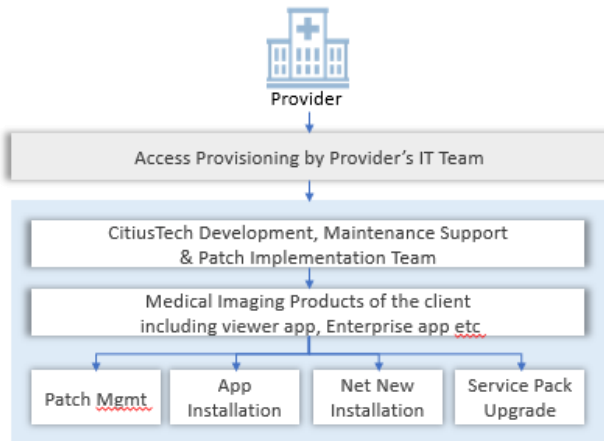 Provider
Access Provisioning by Provider's IT Team
CitiusTech Development, Maintenance Support
& Patch Implementation Team
Medical Imaging Products of the client
including viewer app, Enterprise app etc
Patch Mgmt
App
Installation
Net New
Installation
Service Pack
Upgrade